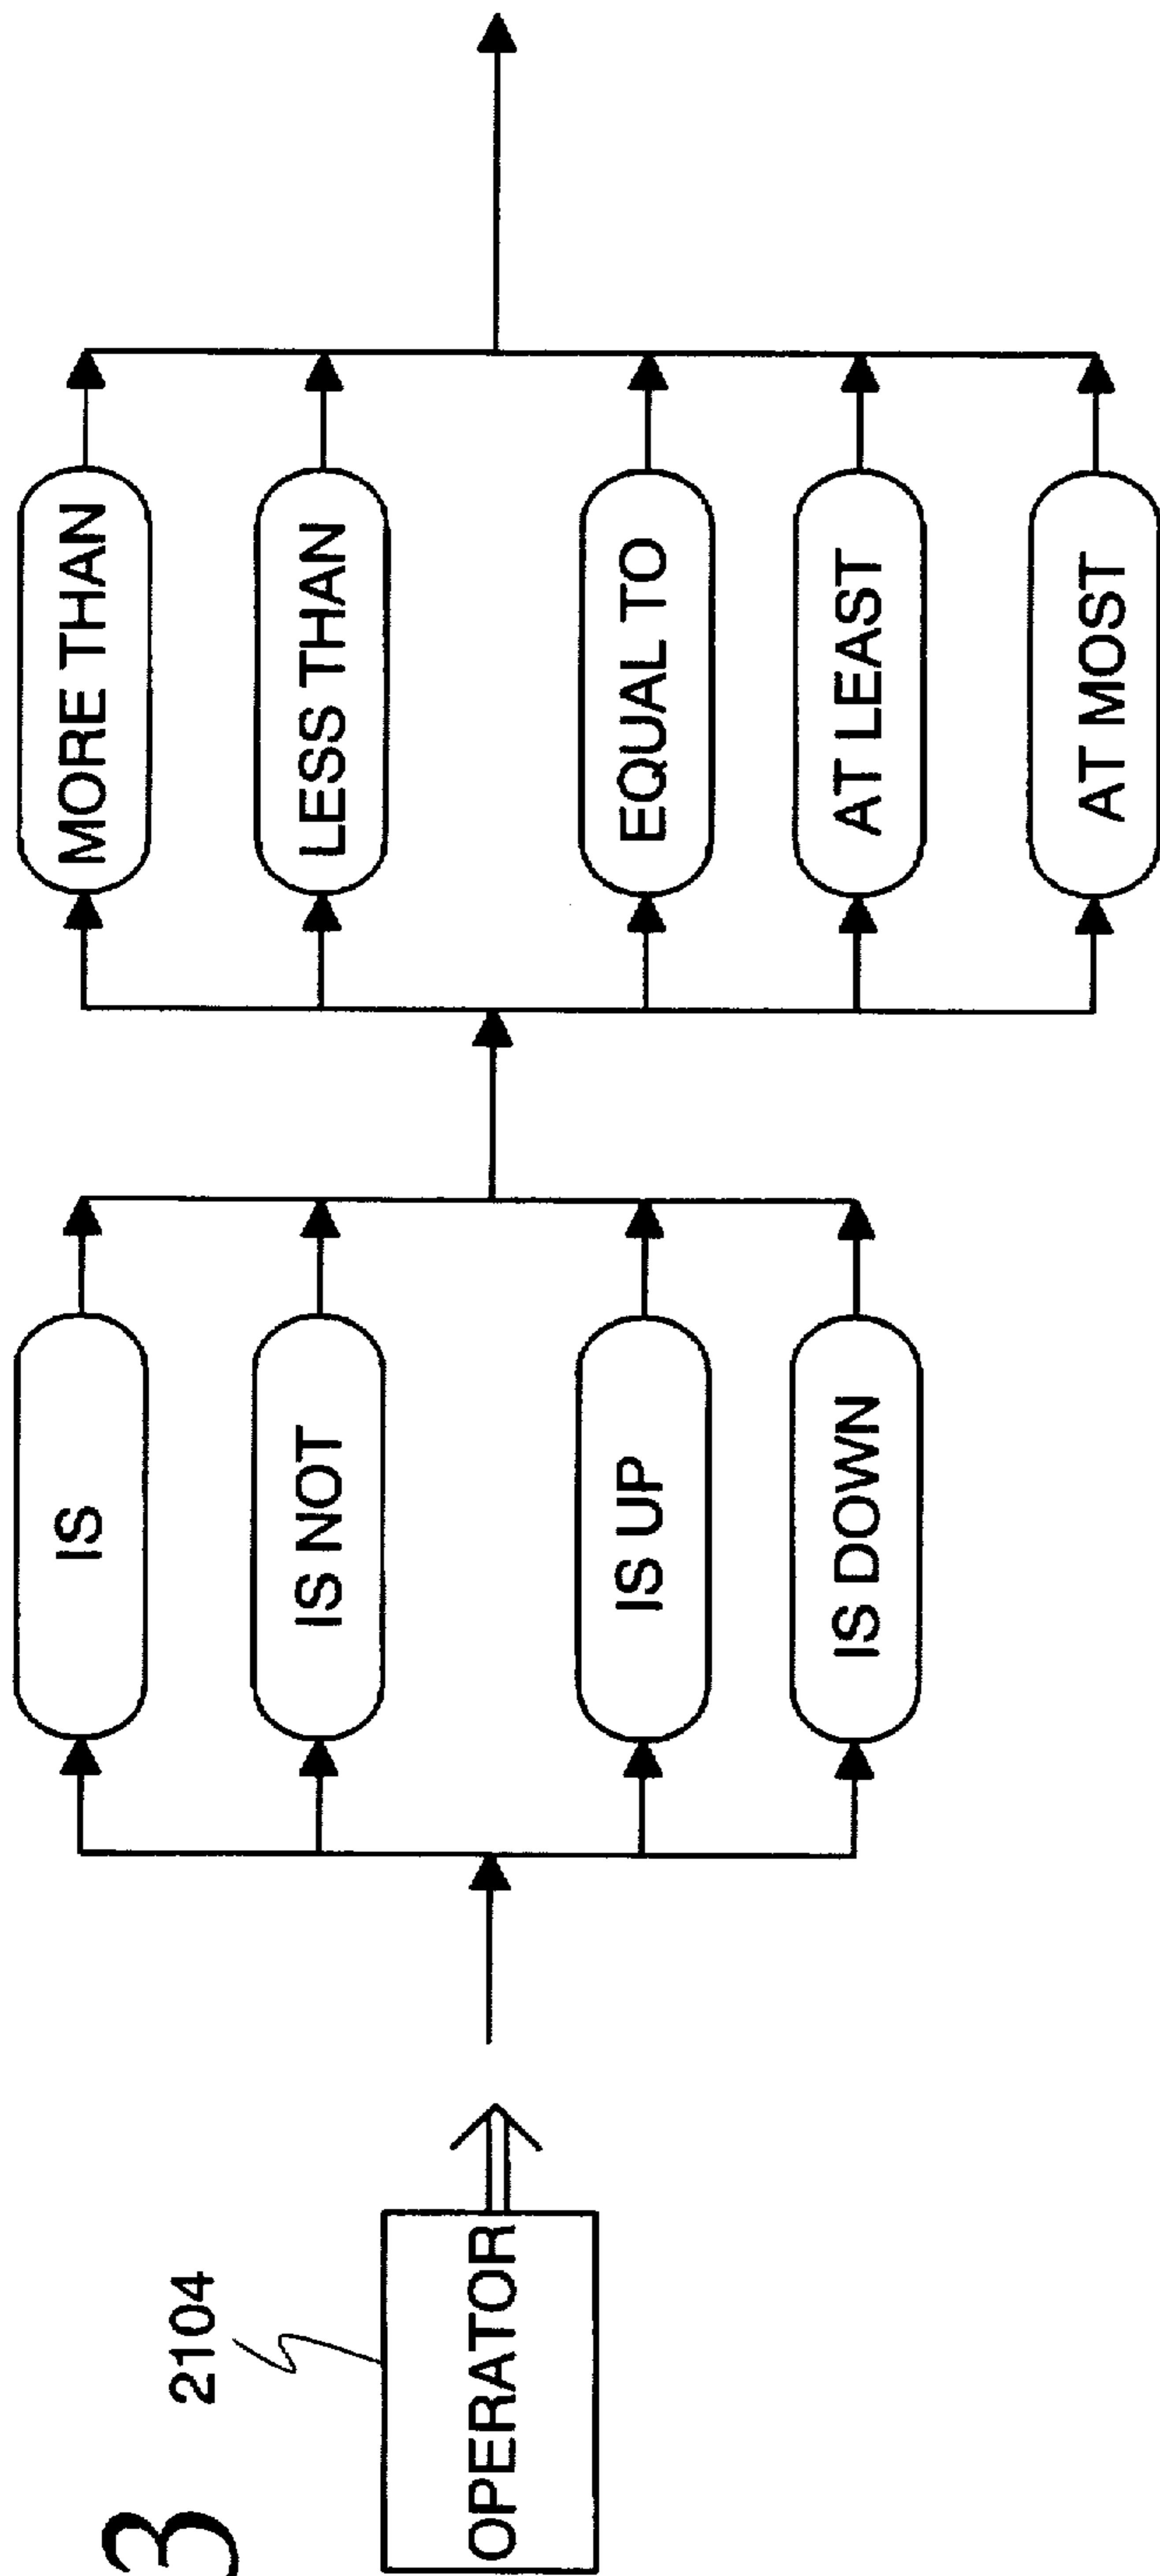 3
2104
OPERATOR
IS
IS NOT
IS UP
IS DOWN
MORE THAN
LESS THAN
EQUAL TO
AT LEAST
AT MOST